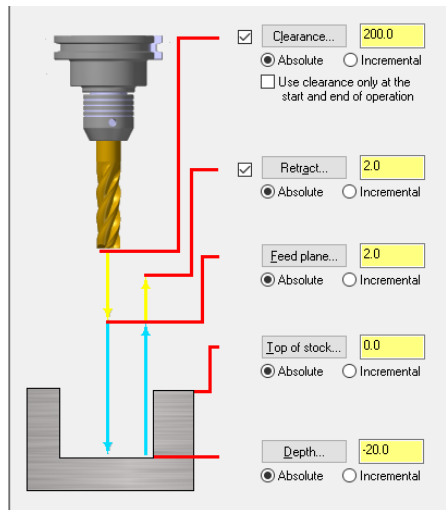 Clearance... 200.0
Absolute Incremental
Use clearance only at the
start and end of operation
Retract... 2.0
Absolute Incremental
Feed plane... 2.0
Absolute Incremental
Top of stock... 0.0
Absolute Incremental
Depth... -20.0
Absolute Incremental